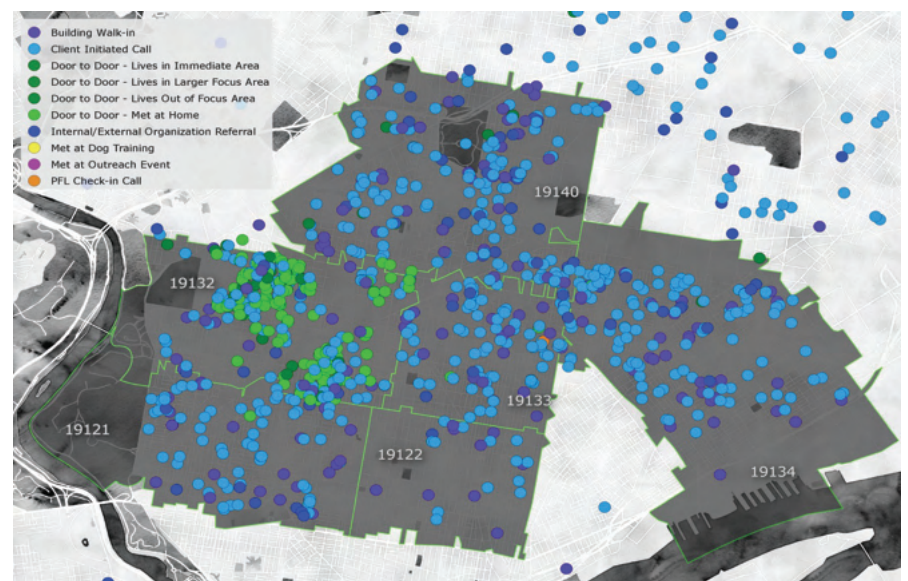 Building Walk-in
Client Initiated Call
Door to Door - Lives in Immediate Area
Door to Door - Lives in Larger Focus Area
Door to Door - Lives Out of Focus Area
Door to Door - Met at Home
Internal/External Organization Referral
Met at Dog Training
Met at Outreach Event
PFL Check-in Call
19140
19132
19133
19121
19122
19134